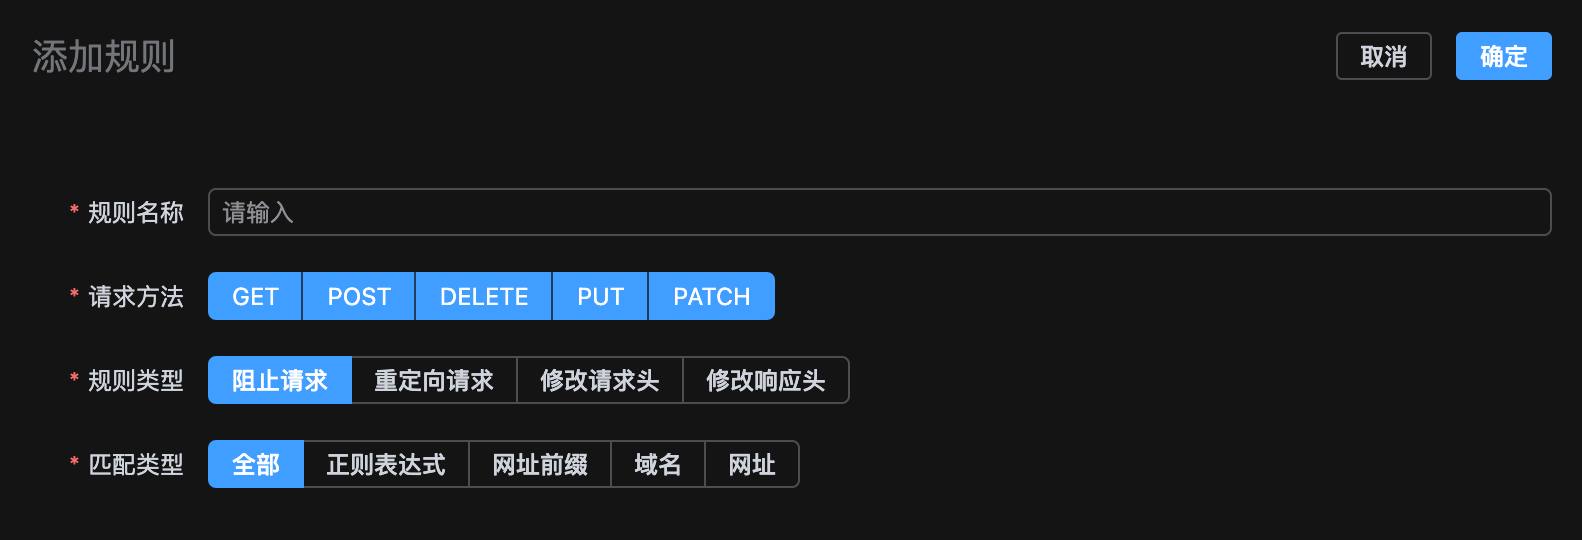 添加规则 取消 确定
* 规则名称 请输入
* 请求方法 GET POST DELETE PUT PATCH
* 规则类型 阻止请求 重定向请求 修改请求头 修改响应头
* 匹配类型 全部 正则表达式 网址前缀 域名 网址